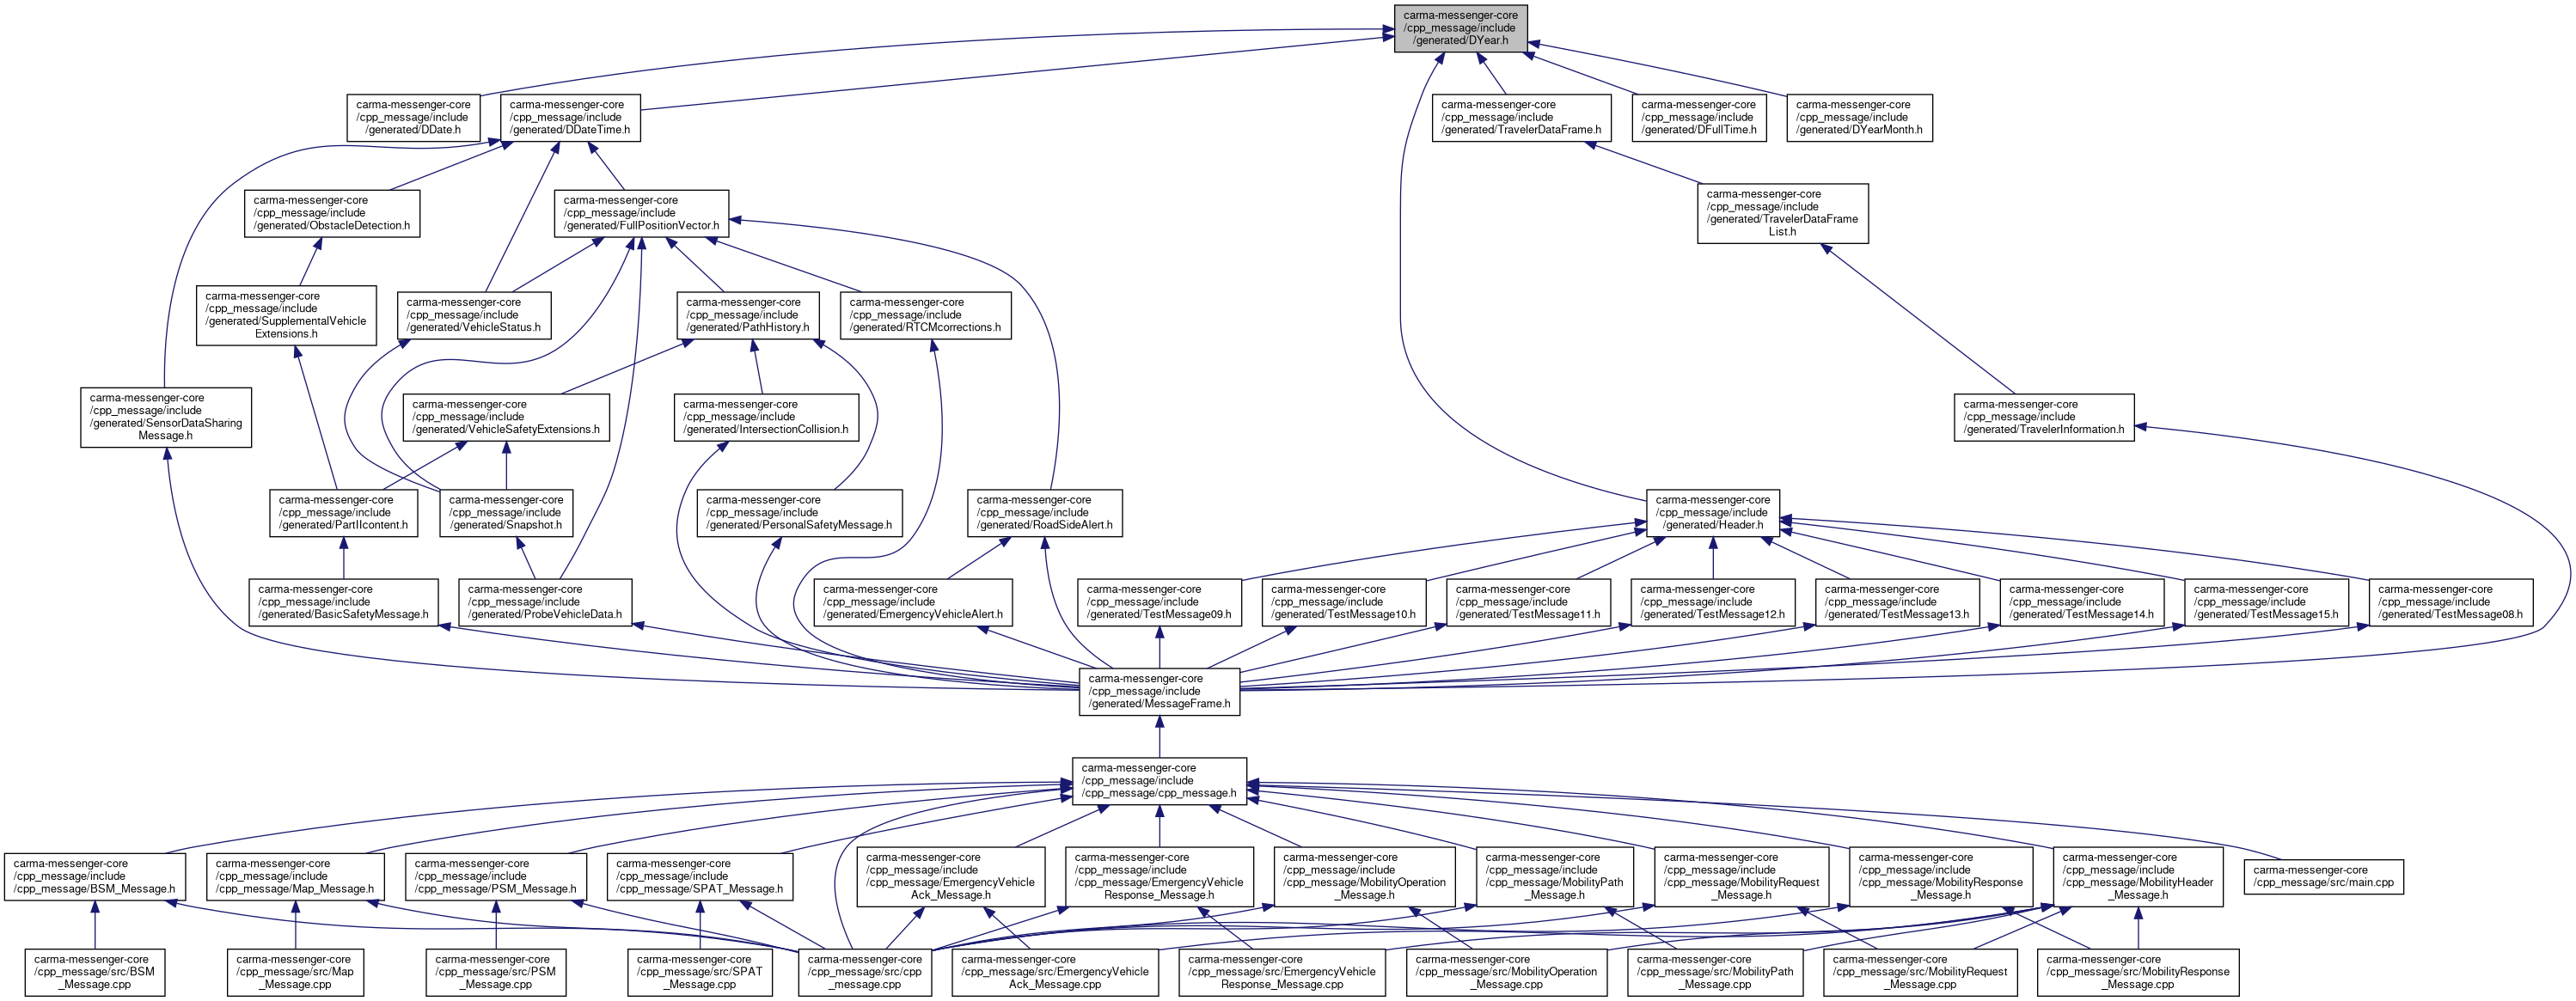 carma-messenger-core
/cpp_message/include
/generated/DYear.h
carma-messenger-core
/cpp_message/include
/generated/DDate.h
carma-messenger-core
/cpp_message/include
/generated/DDateTime.h
carma-messenger-core
/cpp_message/include
/generated/TravelerDataFrame.h
carma-messenger-core
/cpp_message/include
/generated/DFullTime.h
carma-messenger-core
/cpp_message/include
/generated/DYearMonth.h
carma-messenger-core
/cpp_message/include
/generated/ObstacleDetection.h
carma-messenger-core
/cpp_message/include
/generated/FullPositionVector.h
carma-messenger-core
/cpp_message/include
/generated/TravelerDataFrame
List.h
carma-messenger-core
/cpp_message/include
/generated/SupplementalVehicle
Extensions.h
carma-messenger-core
/cpp_message/include
/generated/VehicleStatus.h
carma-messenger-core
/cpp_message/include
/generated/PathHistory.h
carma-messenger-core
/cpp_message/include
/generated/RTCMcorrections.h
carma-messenger-core
/cpp_message/include
/generated/SensorDataSharing
Message.h
carma-messenger-core
/cpp_message/include
/generated/VehicleSafetyExtensions.h
carma-messenger-core
/cpp_message/include
/generated/IntersectionCollision.h
carma-messenger-core
/cpp_message/include
/generated/TravelerInformation.h
carma-messenger-core
/cpp_message/include
/generated/PartIIcontent.h
carma-messenger-core
/cpp_message/include
/generated/Snapshot.h
carma-messenger-core
/cpp_message/include
/generated/PersonalSafetyMessage.h
carma-messenger-core
/cpp_message/include
/generated/RoadSideAlert.h
carma-messenger-core
/cpp_message/include
/generated/Header.h
carma-messenger-core
/cpp_message/include
/generated/BasicSafetyMessage.h
carma-messenger-core
/cpp_message/include
/generated/ProbeVehicleData.h
carma-messenger-core
/cpp_message/include
/generated/EmergencyVehicleAlert.h
carma-messenger-core
/cpp_message/include
/generated/TestMessage09.h
carma-messenger-core
/cpp_message/include
/generated/TestMessage10.h
carma-messenger-core
/cpp_message/include
/generated/TestMessage11.h
carma-messenger-core
/cpp_message/include
/generated/TestMessage12.h
carma-messenger-core
/cpp_message/include
/generated/TestMessage13.h
carma-messenger-core
/cpp_message/include
/generated/TestMessage14.h
carma-messenger-core
/cpp_message/include
/generated/TestMessage15.h
carma-messenger-core
/cpp_message/include
/generated/TestMessage08.h
carma-messenger-core
/cpp_message/include
/generated/MessageFrame.h
carma-messenger-core
/cpp_message/include
/cpp_message/cpp_message.h
carma-messenger-core
/cpp_message/include
/cpp_message/BSM_Message.h
carma-messenger-core
/cpp_message/include
/cpp_message/Map_Message.h
carma-messenger-core
/cpp_message/include
/cpp_message/PSM_Message.h
carma-messenger-core
/cpp_message/include
/cpp_message/SPAT_Message.h
carma-messenger-core
/cpp_message/include
/cpp_message/EmergencyVehicle
Ack_Message.h
carma-messenger-core
/cpp_message/include
/cpp_message/EmergencyVehicle
Response_Message.h
carma-messenger-core
/cpp_message/include
/cpp_message/MobilityOperation
_Message.h
carma-messenger-core
/cpp_message/include
/cpp_message/MobilityPath
_Message.h
carma-messenger-core
/cpp_message/include
/cpp_message/MobilityRequest
_Message.h
carma-messenger-core
/cpp_message/include
/cpp_message/MobilityResponse
_Message.h
carma-messenger-core
/cpp_message/include
/cpp_message/MobilityHeader
_Message.h
carma-messenger-core
/cpp_message/src/main.cpp
carma-messenger-core
/cpp_message/src/BSM
_Message.cpp
carma-messenger-core
/cpp_message/src/Map
_Message.cpp
carma-messenger-core
/cpp_message/src/PSM
_Message.cpp
carma-messenger-core
/cpp_message/src/SPAT
_Message.cpp
carma-messenger-core
/cpp_message/src/cpp
_message.cpp
carma-messenger-core
/cpp_message/src/EmergencyVehicle
Ack_Message.cpp
carma-messenger-core
/cpp_message/src/EmergencyVehicle
Response_Message.cpp
carma-messenger-core
/cpp_message/src/MobilityOperation
_Message.cpp
carma-messenger-core
/cpp_message/src/MobilityPath
_Message.cpp
carma-messenger-core
/cpp_message/src/MobilityRequest
_Message.cpp
carma-messenger-core
/cpp_message/src/MobilityResponse
_Message.cpp